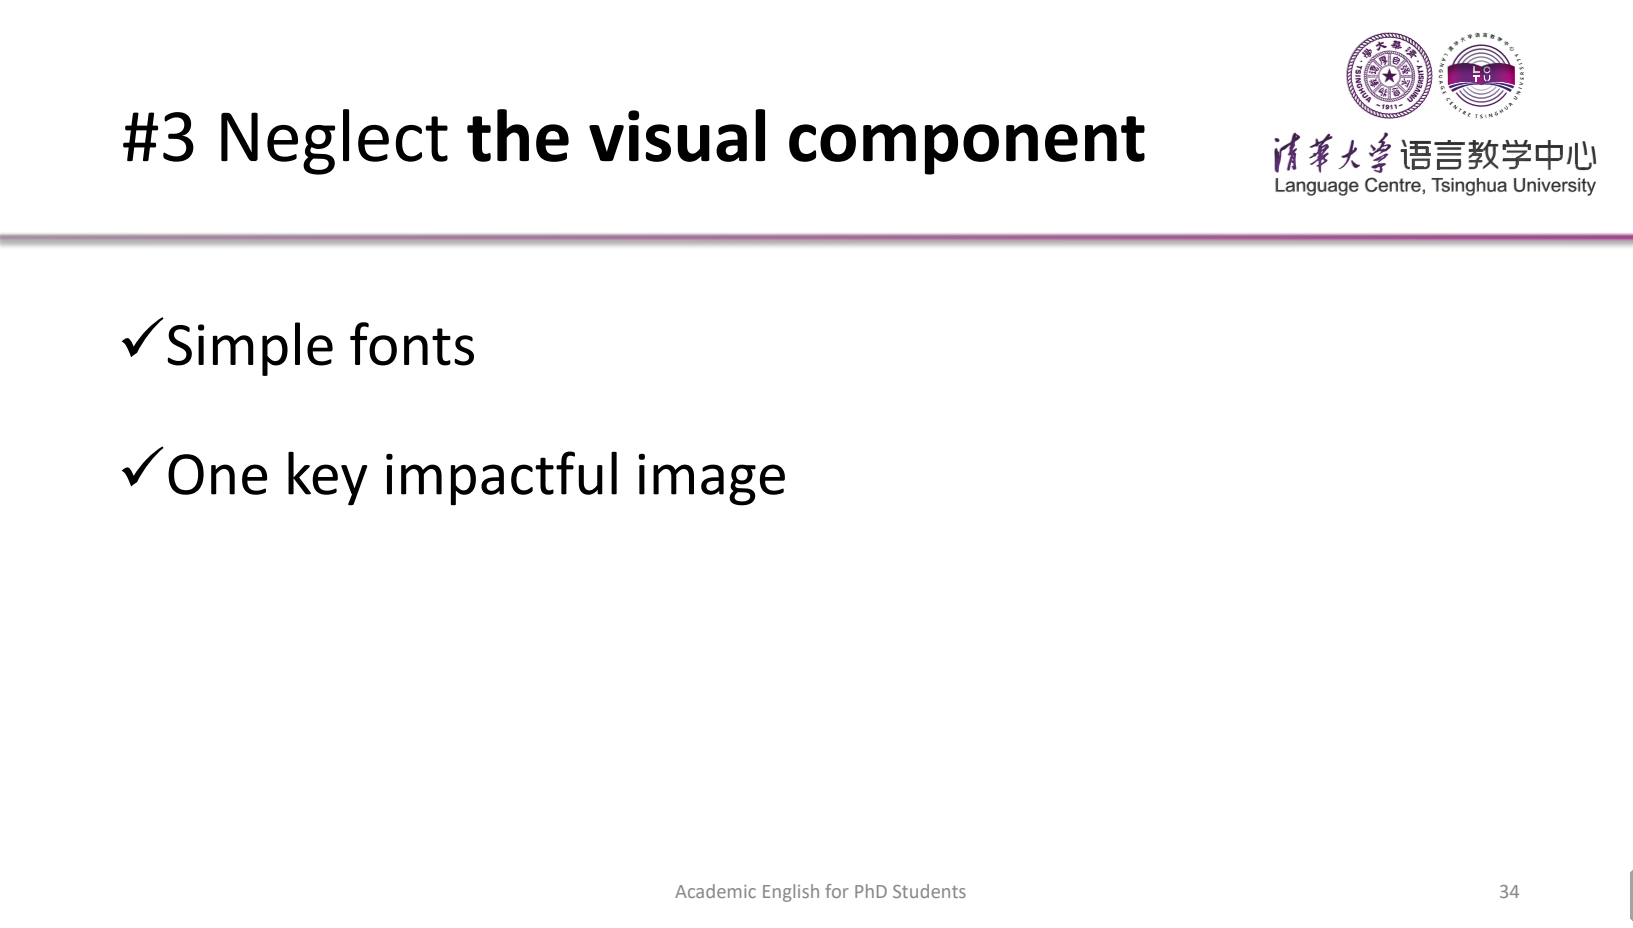 #3 Neglect the visual component
清華大学 语言教学中心
Language Centre, Tsinghua University
✓Simple fonts
✓One key impactful image
Academic English for PhD Students
34